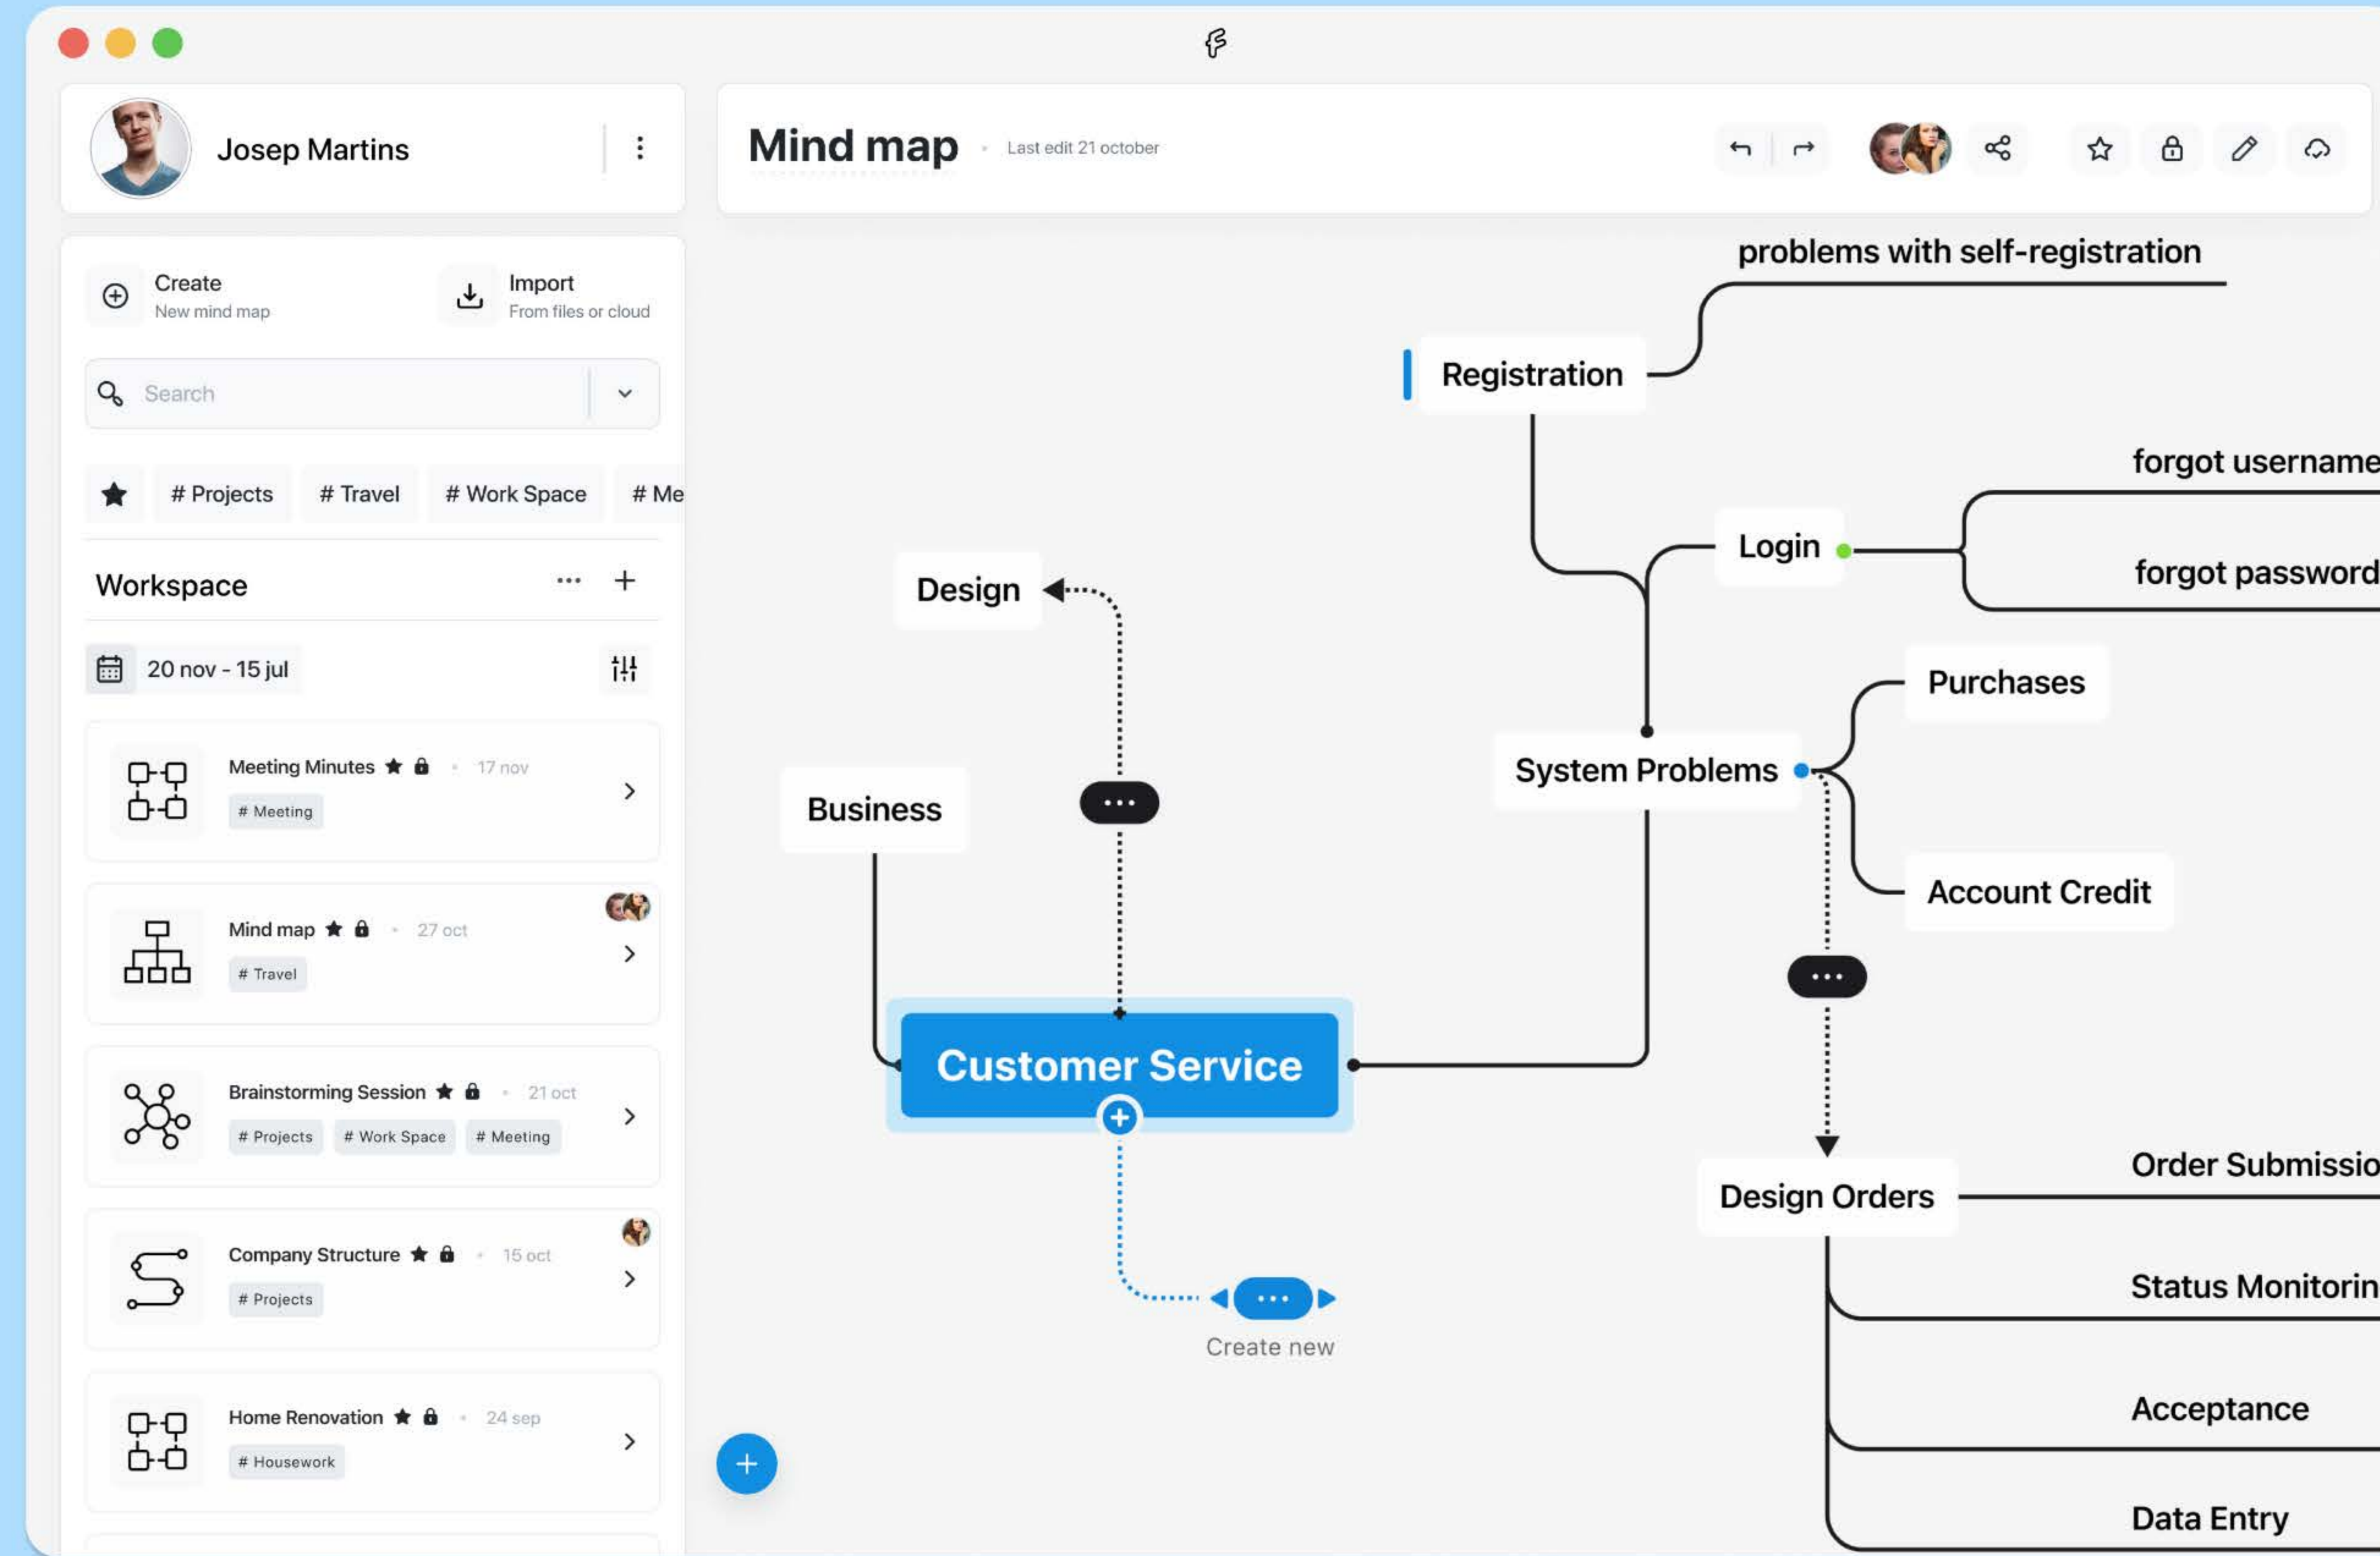 Josep Martins
Mind map
Last edit 21 october
Create
New mind map
Import
From files or cloud
Search
# Projects
# Travel
# Work Space
# Me
Workspace
20 nov - 15 jul
Meeting Minutes
17 nov
# Meeting
Mind map
27 oct
# Travel
Brainstorming Session
21 oct
# Projects
# Work Space
# Meeting
Company Structure
15 oct
# Projects
Home Renovation
24 sep
# Housework
problems with self-registration
Registration
forgot username
Login
forgot password
Design
Purchases
System Problems
Business
Account Credit
Customer Service
Order Submissio
Design Orders
Status Monitorin
Create new
Acceptance
Data Entry